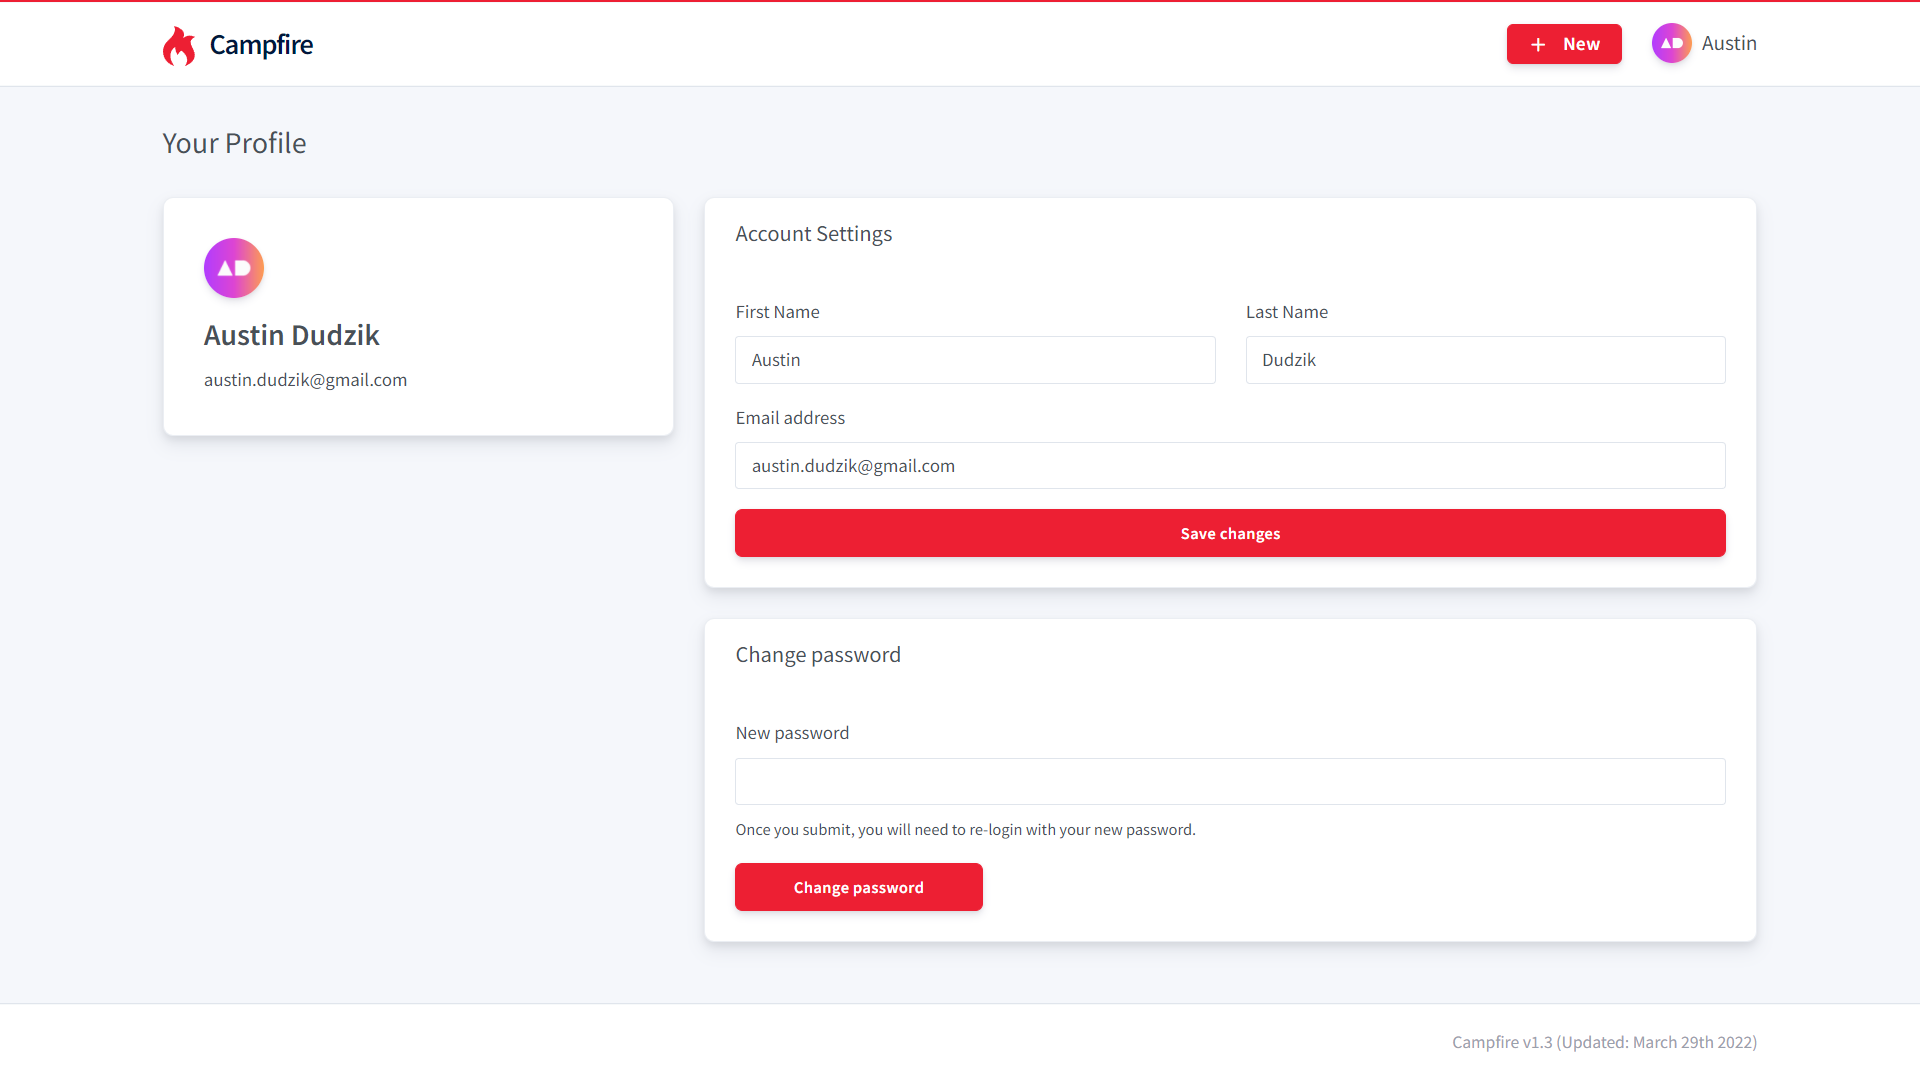 Campfire
New
AD
Austin
Your Profile
AD
Austin Dudzik
austin.dudzik@gmail.com
Account Settings
First Name
Last Name
Austin
Dudzik
Email address
austin.dudzik@gmail.com
Save changes
Change password
New password
Once you submit, you will need to re-login with your new password.
Change password
Campfire v1.3 (Updated: March 29th 2022)